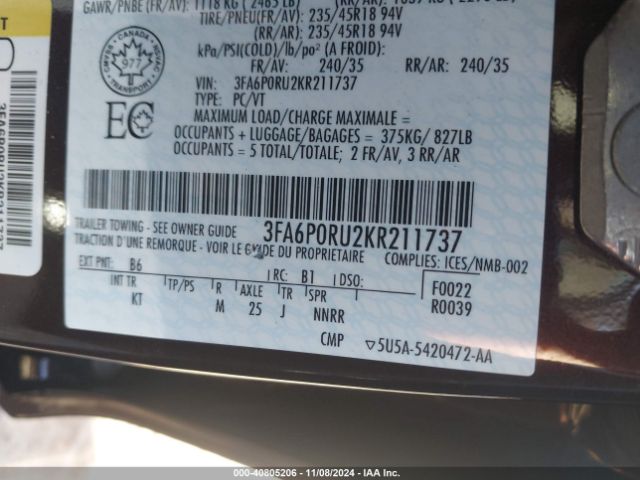 GAWR/PNBE (FR/AV): 1118 KG ( 2465 LB)
TIRE/PNEU(FR/AV) : 235/45R18 94V
(RR/AR) : 235/45R18 94V
kPa/PSI(COLD)/lb/po² (A FROID):
FR/AV: 240/35 RR/AR: 240/35
VIN: 3FA6P0RU2KR211737
TYPE: PC/VT
MAXIMUM LOAD/CHARGE MAXIMALE =
OCCUPANTS + LUGGAGE/BAGAGES = 375KG/ 827LB
OCCUPANTS = 5 TOTAL/TOTALE; 2 FR/AV, 3 RR/AR
CANADA
977
TRANSPORT
EC
TRAILER TOWING - SEE OWNER GUIDE 3FA6P0RU2KR211737
TRACTION D'UNE REMORQUE - VOIR LE GUIDE DU PROPRIETAIRE COMPLIES: ICES/NMB-002
EXT PNT: B6 RC: B1 DSO: F0022
INT TR TP/PS R AXLE TR SPR R0039
KT M 25 J NNRR
CMP ▽5U5A-5420472-AA
3FA6P0RU2KR211737
000-40805206 - 11/08/2024 - IAA Inc.